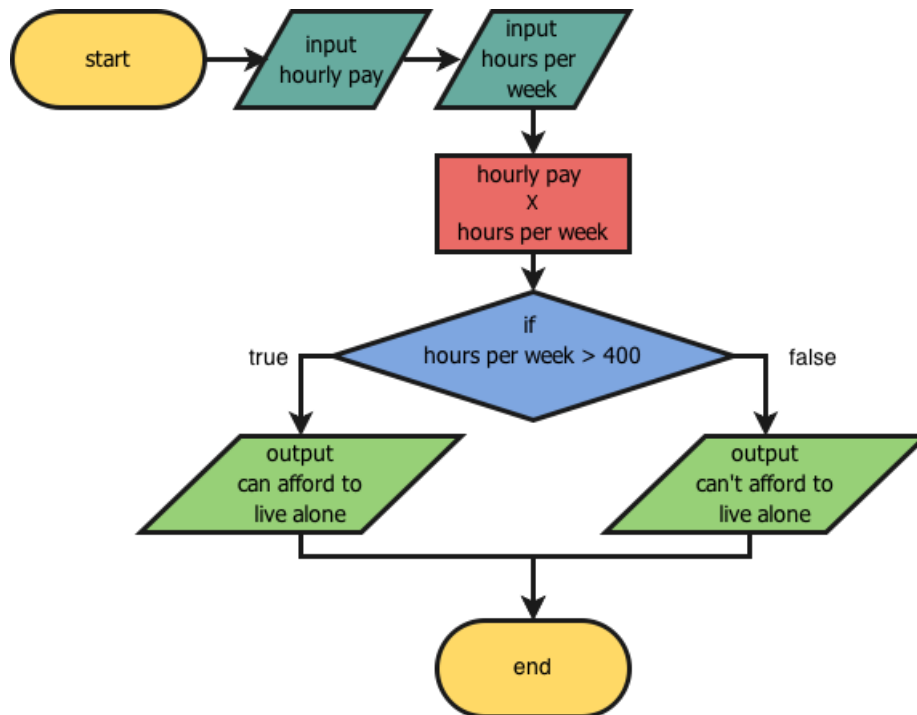 start
input
hourly pay
input
hours per
week
hourly pay
X
hours per week
if
hours per week > 400
true
false
output
can afford to
live alone
output
can't afford to
live alone
end